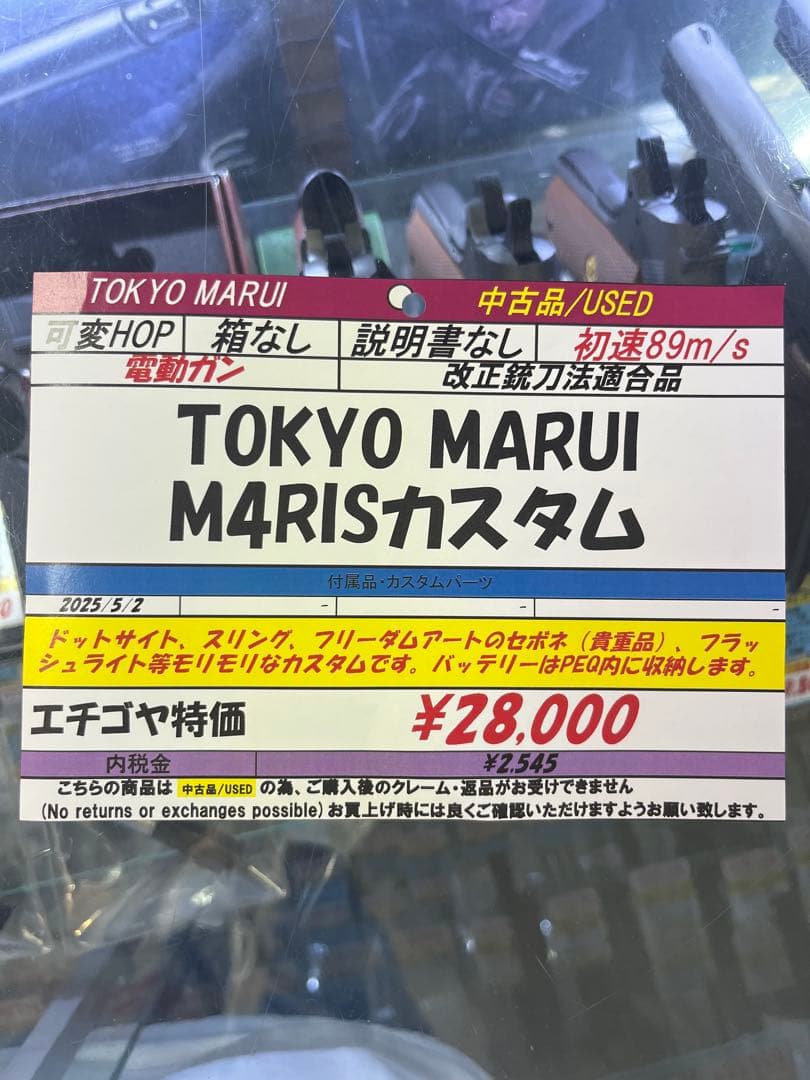 TOKYO MARUI 中古品/USED
可変HOP 箱なし 説明書なし 初速89m/s
電動ガン 改正銃刀法適合品
TOKYO MARUI
M4RISカスタム
付属品・カスタムパーツ
2025/5/2 - - -
ドットサイト、スリング、フリーダムアートのセボネ（貴重品）、フラッ
シュライト等モリモリなカスタムです。バッテリーはPEQ内に収納します。
エチゴヤ特価 ¥28,000
内税金 ¥2,545
こちらの商品は 中古品/USED の為、ご購入後のクレーム・返品がお受けできません
(No returns or exchanges possible)お買上げ時には良くご確認いただけますようお願い致します。